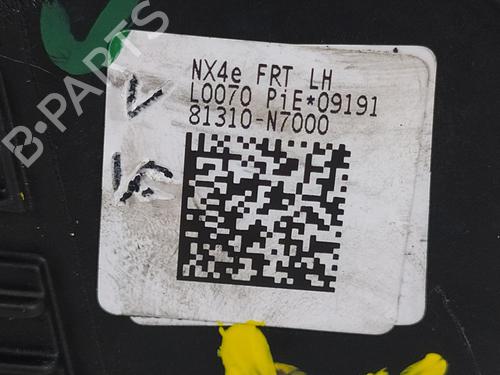 NX4e FRT LH
L0070 PiE*09191
81310-N7000
B-PARTS
V